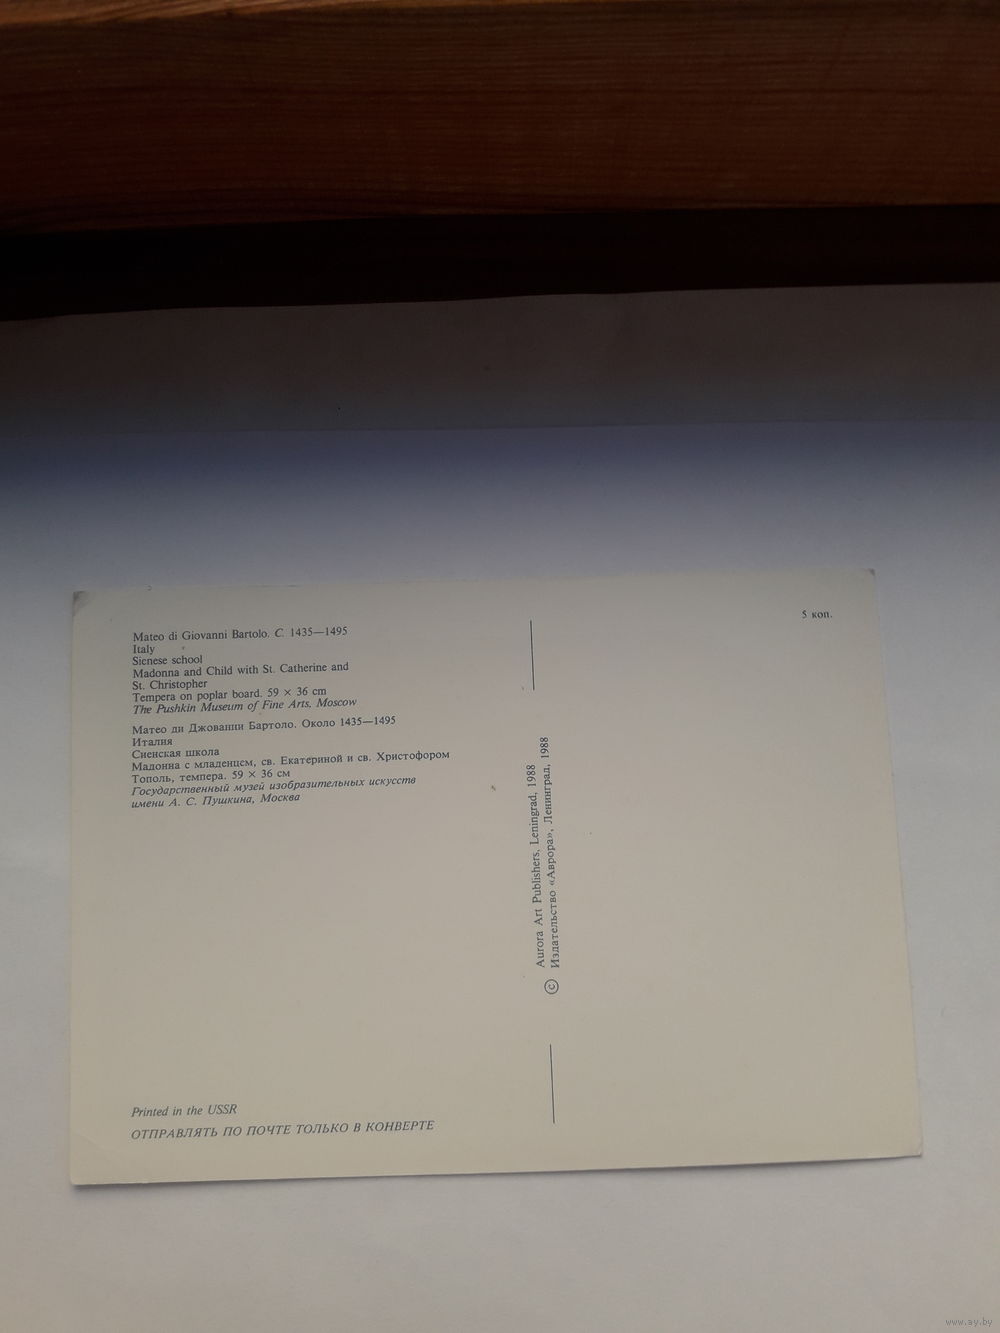 Mateo di Giovanni Bartolo. C. 1435—1495
Italy
Sienese school
Madonna and Child with St. Catherine and
St. Christopher
Tempera on poplar board. 59 × 36 cm
The Pushkin Museum of Fine Arts, Moscow
Матео ди Джованни Бартоло. Около 1435—1495
Италия
Сиенская школа
Мадонна с младенцем, св. Екатериной и св. Христофором
Тополь, темпера. 59 × 36 см
Государственный музей изобразительных искусств
имени А. С. Пушкина, Москва
Printed in the USSR
ОТПРАВЛЯТЬ ПО ПОЧТЕ ТОЛЬКО В КОНВЕРТЕ
© Aurora Art Publishers, Leningrad, 1988
Издательство «Аврора», Ленинград, 1988
5 коп.
www.ay.by